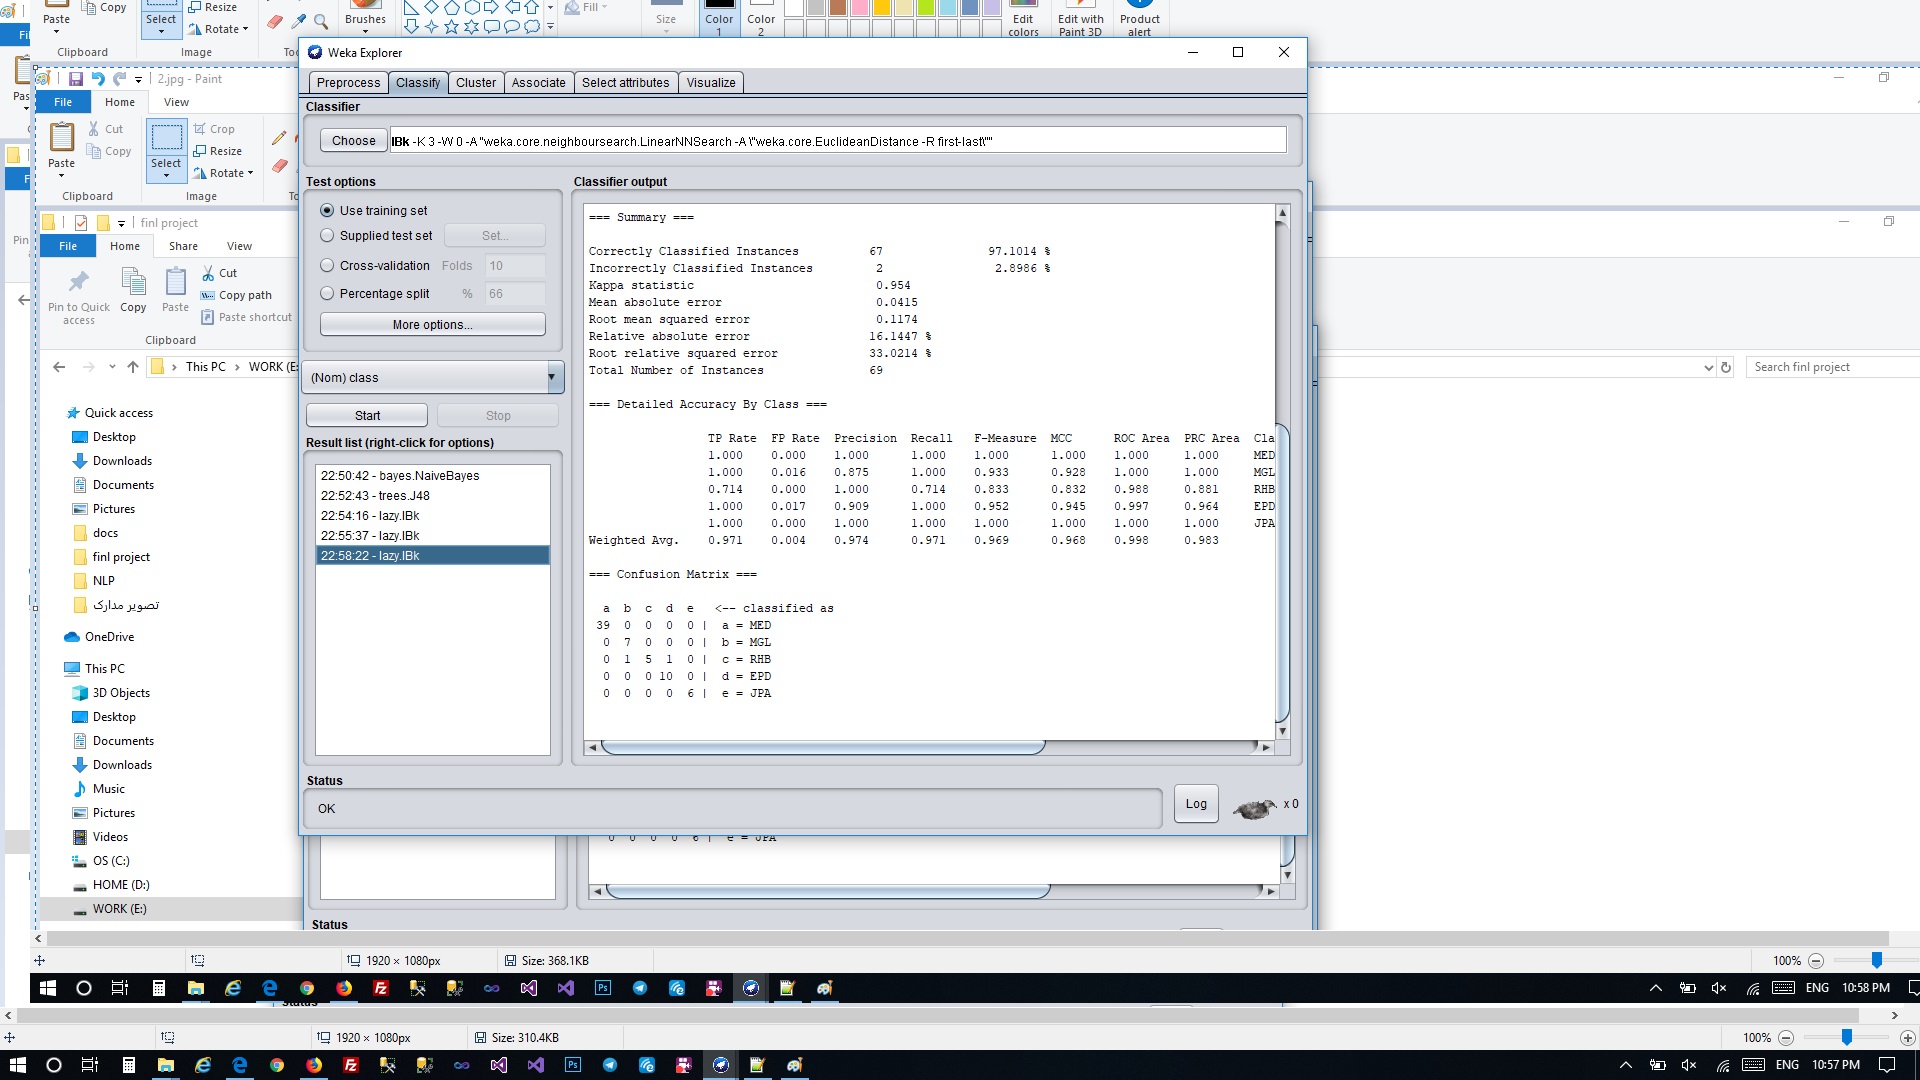 Paste
Copy
Select
Resize
Rotate
Brushes
Fill
Size
Color
1
Color
2
Edit
colors
Edit with
Paint 3D
Product
alert
Clipboard
Image
2.jpg - Paint
File
Home
View
Paste
Cut
Copy
Select
Crop
Resize
Rotate
Clipboard
Image
finl project
File
Home
Share
View
Pin to Quick
access
Copy
Paste
Cut
Copy path
Paste shortcut
Clipboard
This PC
WORK (E:
Search finl project
Quick access
Desktop
Downloads
Documents
Pictures
docs
finl project
NLP
تصویر مدارک
OneDrive
This PC
3D Objects
Desktop
Documents
Downloads
Music
Pictures
Videos
OS (C:)
HOME (D:)
WORK (E:)
Weka Explorer
Preprocess Classify Cluster Associate Select attributes Visualize
Classifier
Choose IBk -K 3 -W 0 -A "weka.core.neighboursearch.LinearNNSearch -A \"weka.core.EuclideanDistance -R first-last\""
Test options
Use training set
Supplied test set Set...
Cross-validation Folds 10
Percentage split % 66
More options...
(Nom) class
Start Stop
Result list (right-click for options)
22:50:42 - bayes.NaiveBayes
22:52:43 - trees.J48
22:54:16 - lazy.IBk
22:55:37 - lazy.IBk
22:58:22 - lazy.IBk
Classifier output
=== Summary ===
Correctly Classified Instances 67 97.1014 %
Incorrectly Classified Instances 2 2.8986 %
Kappa statistic 0.954
Mean absolute error 0.0415
Root mean squared error 0.1174
Relative absolute error 16.1447 %
Root relative squared error 33.0214 %
Total Number of Instances 69
=== Detailed Accuracy By Class ===
TP Rate FP Rate Precision Recall F-Measure MCC ROC Area PRC Area Cla
1.000 0.000 1.000 1.000 1.000 1.000 1.000 1.000 MED
1.000 0.016 0.875 1.000 0.933 0.928 1.000 1.000 MGL
0.714 0.000 1.000 0.714 0.833 0.832 0.988 0.881 RHB
1.000 0.017 0.909 1.000 0.952 0.945 0.997 0.964 EPD
1.000 0.000 1.000 1.000 1.000 1.000 1.000 1.000 JPA
Weighted Avg. 0.971 0.004 0.974 0.971 0.969 0.968 0.998 0.983
=== Confusion Matrix ===
a b c d e <-- classified as
39 0 0 0 0 | a = MED
0 7 0 0 0 | b = MGL
0 1 5 1 0 | c = RHB
0 0 0 10 0 | d = EPD
0 0 0 0 6 | e = JPA
Status
OK
Log
x 0
0 0 0 0 6 | e = JPA
Status
1920 × 1080px
Size: 368.1KB
100%
ENG 10:58 PM
1920 × 1080px
Size: 310.4KB
100%
ENG 10:57 PM